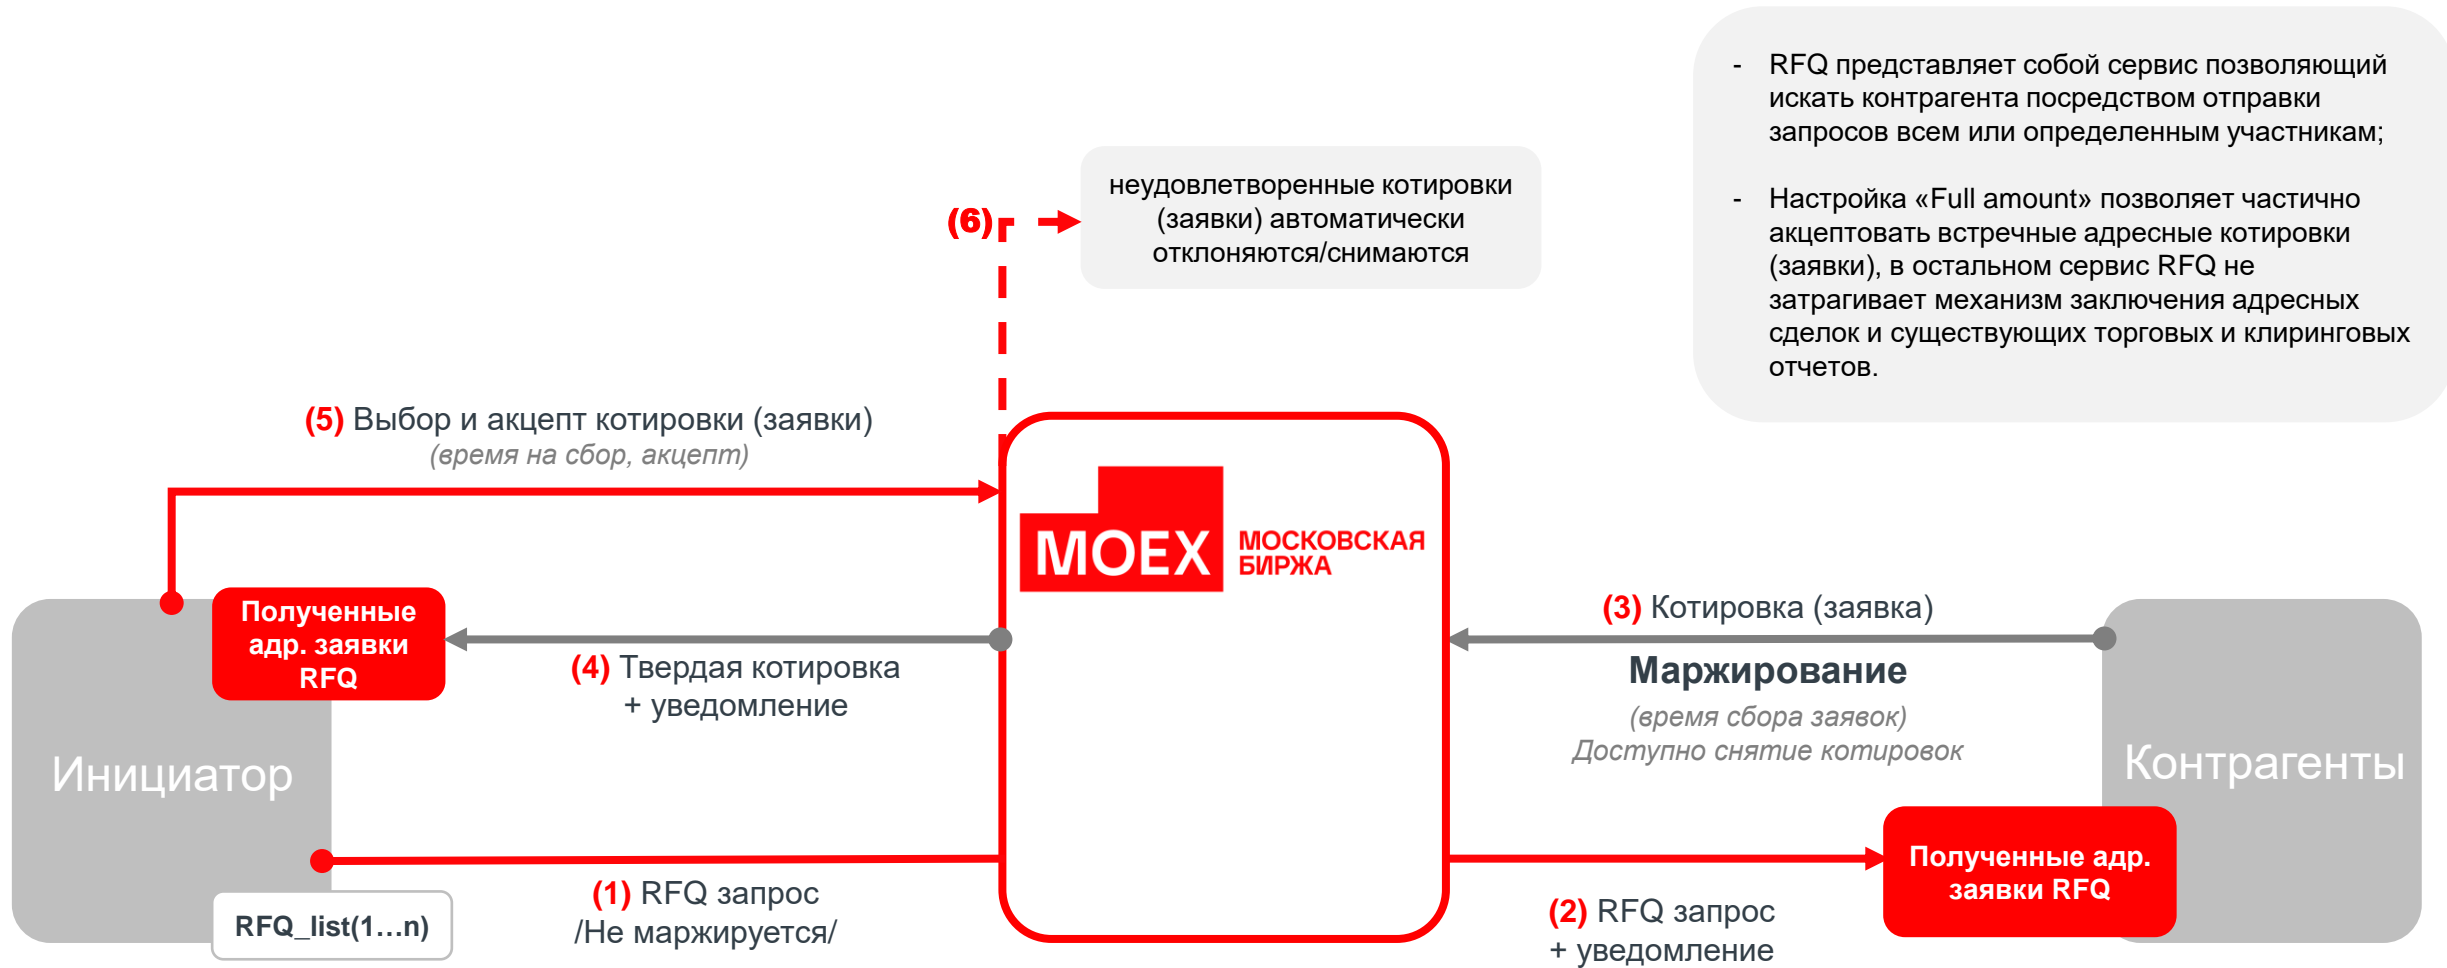 - RFQ представляет собой сервис позволяющий
искать контрагента посредством отправки
запросов всем или определенным участникам;
- Настройка «Full amount» позволяет частично
акцептовать встречные адресные котировки
(заявки), в остальном сервис RFQ не
затрагивает механизм заключения адресных
сделок и существующих торговых и клиринговых
отчетов.
(6)
неудовлетворенные котировки
(заявки) автоматически
отклоняются/снимаются
(5) Выбор и акцепт котировки (заявки)
(время на сбор, акцепт)
MOEX
МОСКОВСКАЯ
БИРЖА
Полученные
адр. заявки
RFQ
(4) Твердая котировка
+ уведомление
(3) Котировка (заявка)
Маржирование
(время сбора заявок)
Доступно снятие котировок
Инициатор
Контрагенты
RFQ_list(1…n)
(1) RFQ запрос
/Не маржируется/
(2) RFQ запрос
+ уведомление
Полученные адр.
заявки RFQ